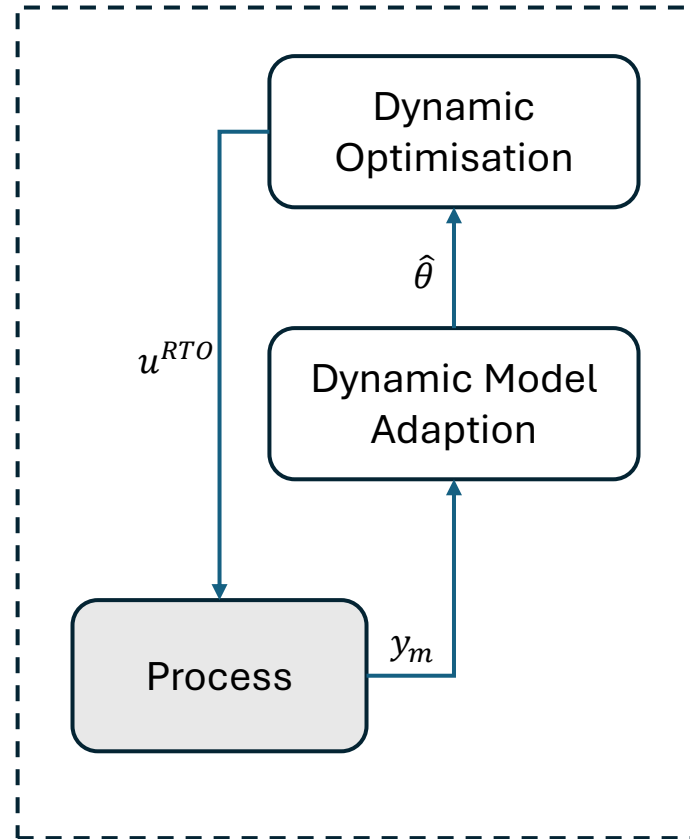 Dynamic
Optimisation
θ̂
u^{RTO}
Dynamic Model
Adaption
Process
y_m